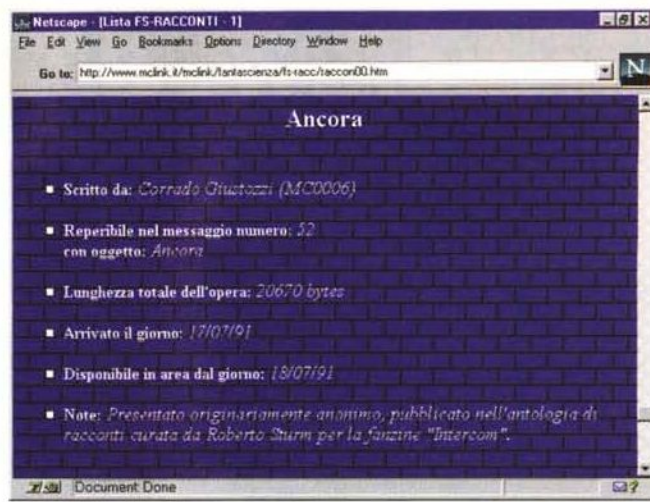 Netscape - [Lista FS-RACCONTI - 1]
File Edit View Go Bookmarks Options Directory Window Help
Go to: http://www.mclink.it/mclink/fantascienza/fs-racc/raccon00.htm
N
Ancora
Scritto da: Corrado Giustozzi (MC0006)
Reperibile nel messaggio numero: 52
con oggetto: Ancora
Lunghezza totale dell'opera: 20670 bytes
Arrivato il giorno: 17/07/91
Disponibile in area dal giorno: 18/07/91
Note: Presentato originariamente anonimo, pubblicato nell'antologia di
racconti curata da Roberto Sturm per la fanzine "Intercom".
Document: Done
?